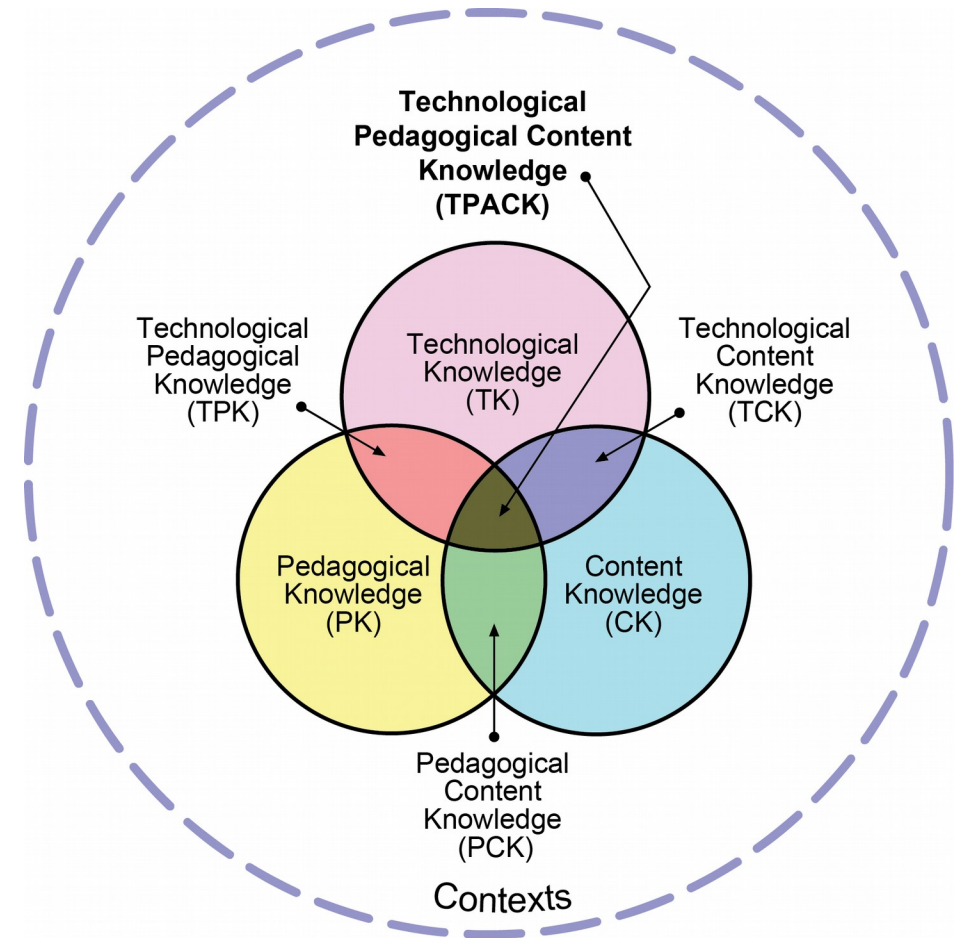 Technological
Pedagogical Content
Knowledge
(TPACK)
Technological
Pedagogical
Knowledge
(TPK)
Technological
Knowledge
(TK)
Technological
Content
Knowledge
(TCK)
Pedagogical
Knowledge
(PK)
Content
Knowledge
(CK)
Pedagogical
Content
Knowledge
(PCK)
Contexts